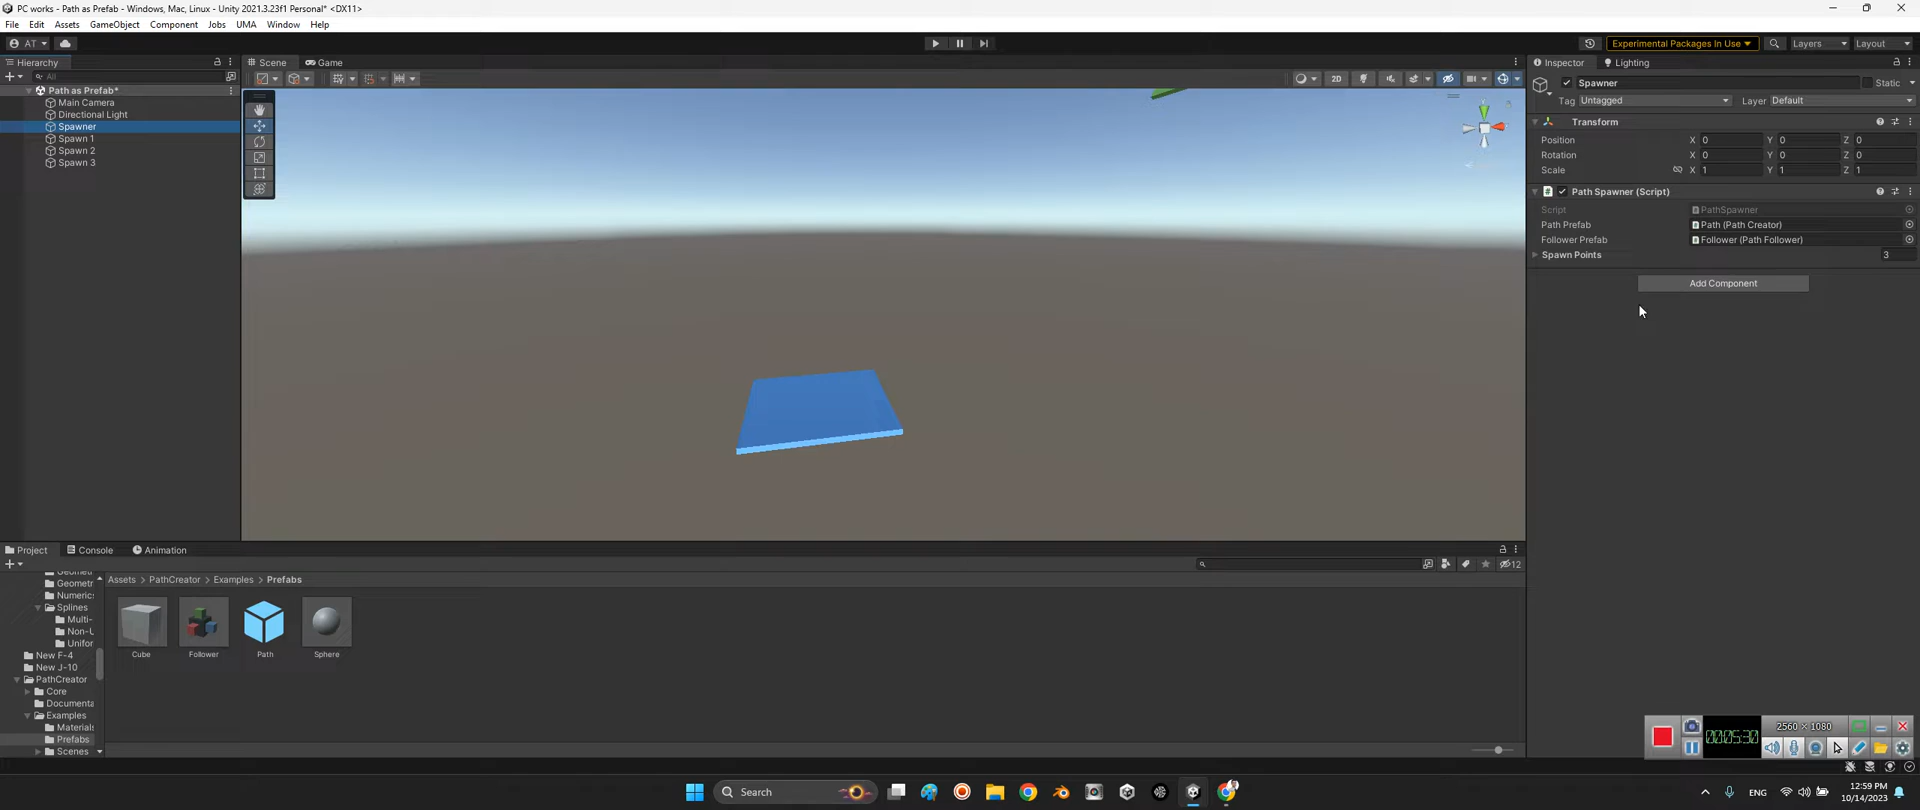 PC works - Path as Prefab - Windows, Mac, Linux - Unity 2021.3.23f1 Personal* <DX11>
File Edit Assets GameObject Component Jobs UMA Window Help
AT
Experimental Packages In Use
Layers
Layout
Hierarchy
All
Path as Prefab*
Main Camera
Directional Light
Spawner
Spawn 1
Spawn 2
Spawn 3
Scene
Game
2D
Inspector
Lighting
Spawner
Static
Tag Untagged
Layer Default
Transform
Position X 0 Y 0 Z 0
Rotation X 0 Y 0 Z 0
Scale X 1 Y 1 Z 1
Path Spawner (Script)
Script PathSpawner
Path Prefab Path (Path Creator)
Follower Prefab Follower (Path Follower)
Spawn Points 3
Add Component
Project
Console
Animation
12
Assets PathCreator Examples Prefabs
Geometr
Numerics
Splines
Multi-
Non-U
Unifor
New F-4
New J-10
PathCreator
Core
Documenta
Examples
Materials
Prefabs
Scenes
Cube
Follower
Path
Sphere
2560 × 1080
00:05:30
Search
ENG
12:59 PM
10/14/2023